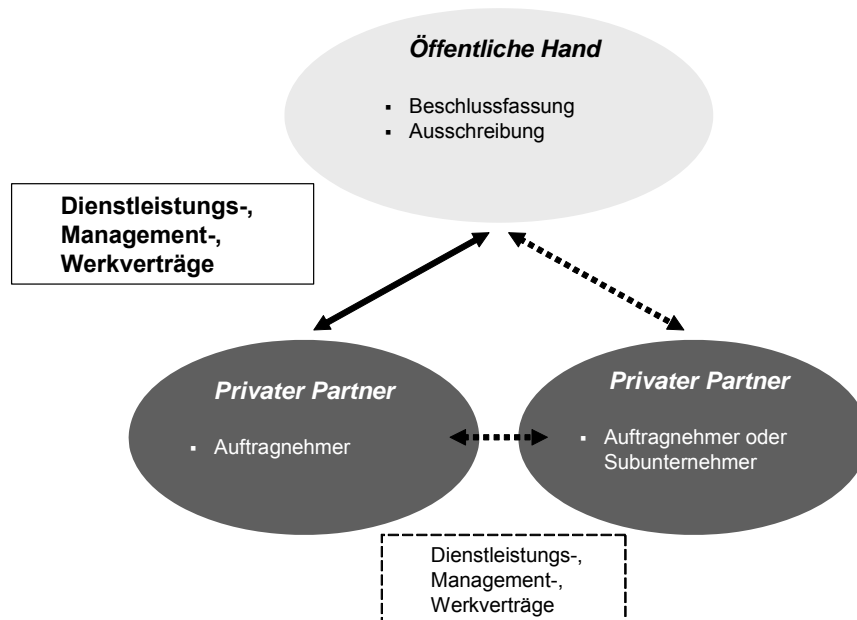 Öffentliche Hand
▪ Beschlussfassung
▪ Ausschreibung
Dienstleistungs-,
Management-,
Werkverträge
Privater Partner
▪ Auftragnehmer
Privater Partner
▪ Auftragnehmer oder
Subunternehmer
Dienstleistungs-,
Management-,
Werkverträge